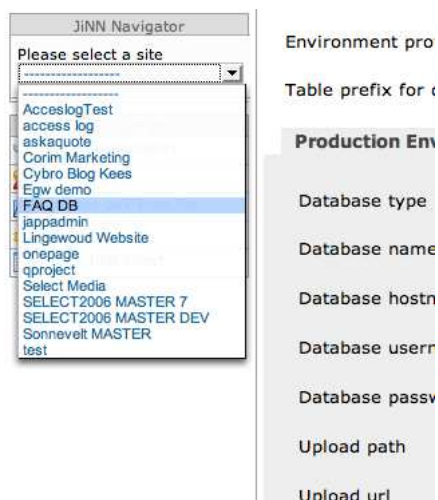 JiNN Navigator
Please select a site
--------------------
--------------------
AcceslogTest
access log
askaquote
Corim Marketing
Cybro Blog Kees
Egw demo
FAQ DB
jappadmin
Lingewoud Website
onepage
qproject
Select Media
SELECT2006 MASTER 7
SELECT2006 MASTER DEV
Sonnevelt MASTER
test
Environment pro
Table prefix for
Production Env
Database type
Database name
Database hostn
Database usern
Database passw
Upload path
Upload url